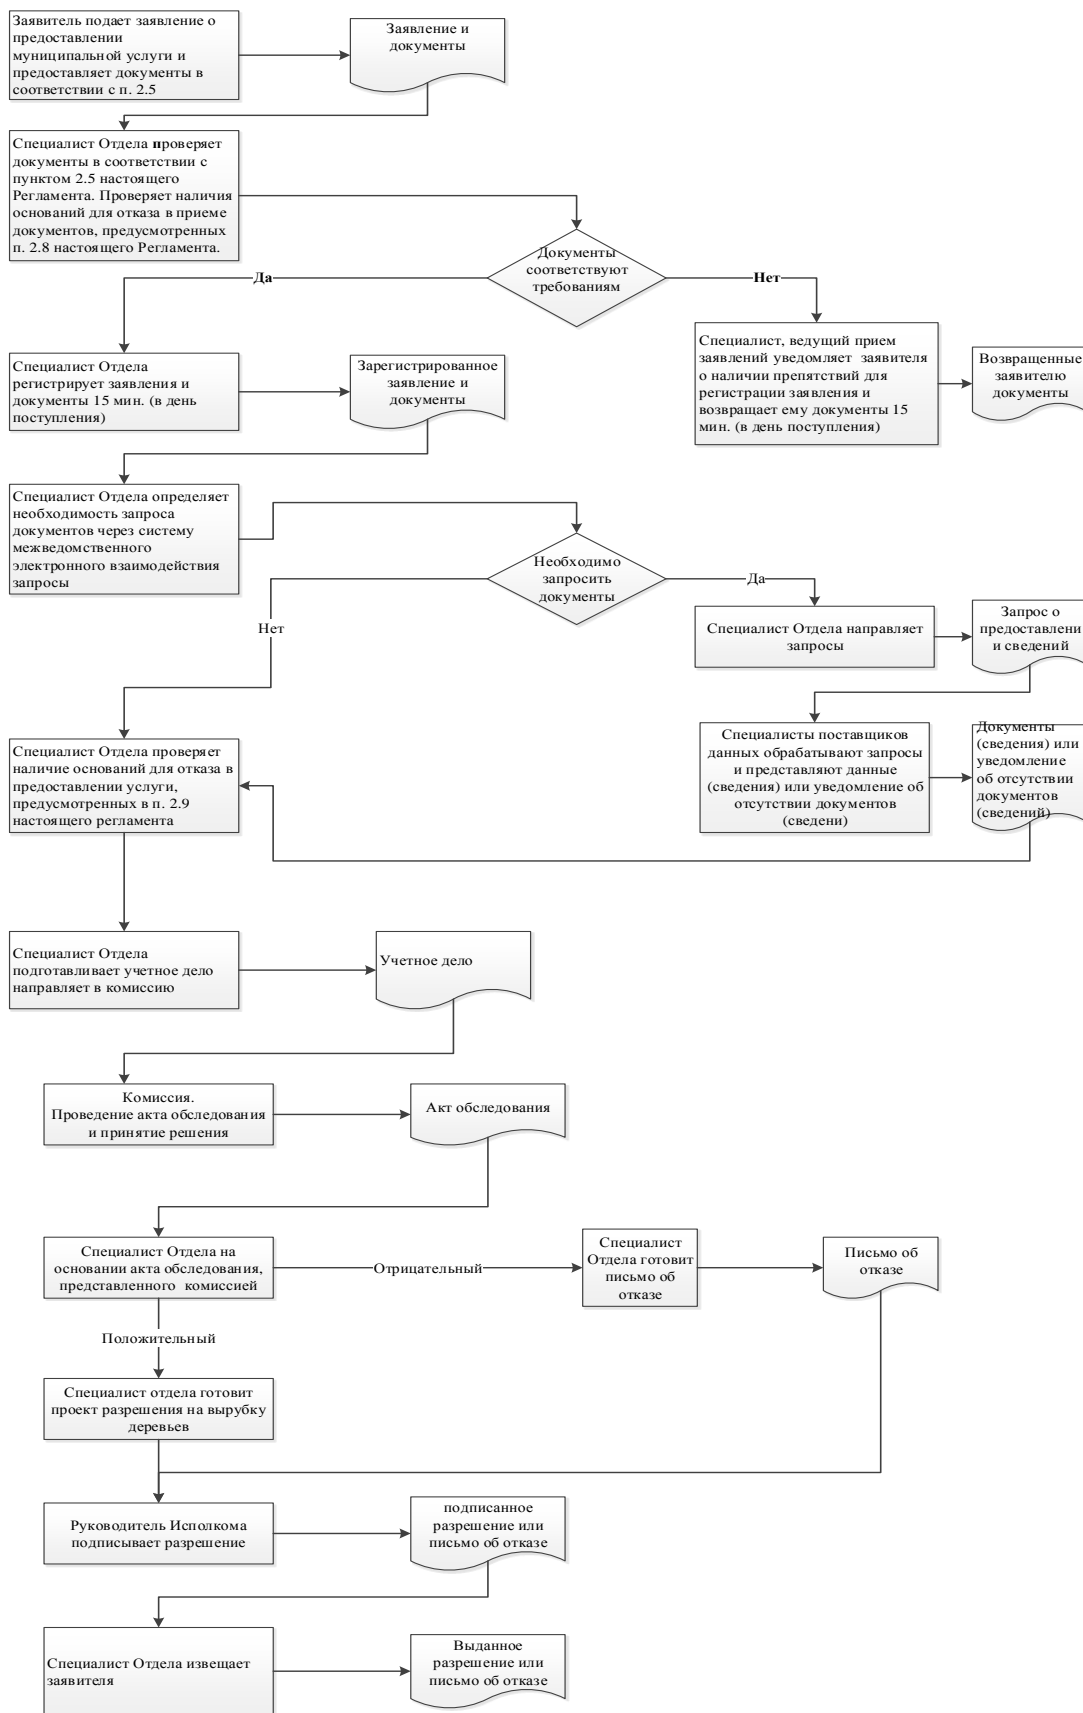 Заявитель подает заявление о
предоставлении
муниципальной услуги и
предоставляет документы в
соответствии с п. 2.5
Заявление и
документы
Специалист Отдела проверяет
документы в соответствии с
пунктом 2.5 настоящего
Регламента. Проверяет наличия
оснований для отказа в приеме
документов, предусмотренных
п. 2.8 настоящего Регламента.
Документы
соответствуют
требованиям
Да
Нет
Специалист Отдела
регистрирует заявления и
документы 15 мин. (в день
поступления)
Зарегистрированное
заявление и
документы
Специалист, ведущий прием
заявлений уведомляет заявителя
о наличии препятствий для
регистрации заявления и
возвращает ему документы 15
мин. (в день поступления)
Возвращенные
заявителю
документы
Специалист Отдела определяет
необходимость запроса
документов через систему
межведомственного
электронного взаимодействия
запросы
Необходимо
запросить
документы
Да
Нет
Специалист Отдела направляет
запросы
Запрос о
предоставлени
и сведений
Специалист Отдела проверяет
наличие оснований для отказа в
предоставлении услуги,
предусмотренных в п. 2.9
настоящего регламента
Специалисты поставщиков
данных обрабатывают запросы
и представляют данные
(сведения) или уведомление об
отсутствии документов
(сведени)
Документы
(сведения) или
уведомление
об отсутствии
документов
(сведений)
Специалист Отдела
подготавливает учетное дело
направляет в комиссию
Учетное дело
Комиссия.
Проведение акта обследования
и принятие решения
Акт обследования
Специалист Отдела на
основании акта обследования,
представленного комиссией
Отрицательный
Специалист
Отдела готовит
письмо об
отказе
Письмо об
отказе
Положительный
Специалист отдела готовит
проект разрешения на вырубку
деревьев
Руководитель Исполкома
подписывает разрешение
подписанное
разрешение или
письмо об отказе
Специалист Отдела извещает
заявителя
Выданное
разрешение или
письмо об отказе